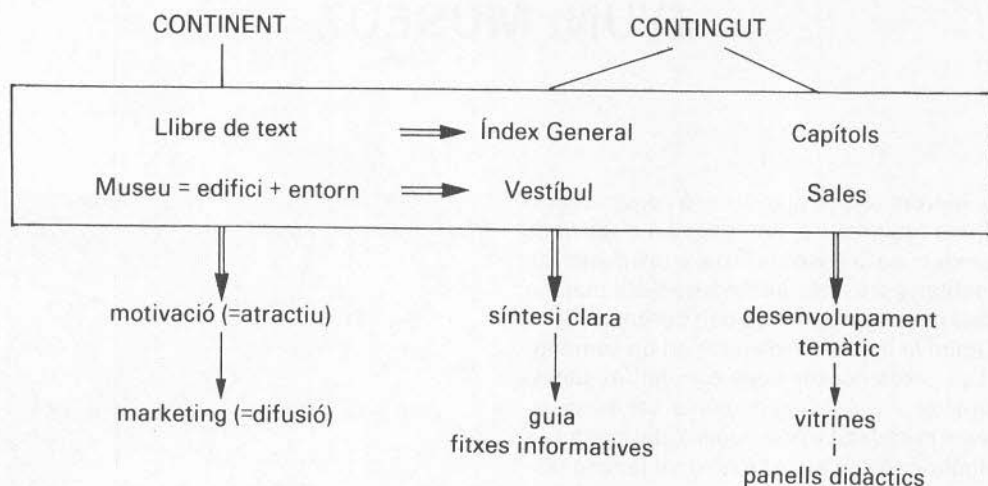 CONTINENT
CONTINGUT
Llibre de text
Índex General
Capítols
Museu = edifici + entorn
Vestíbul
Sales
motivació (=atractiu)
síntesi clara
desenvolupament
temàtic
marketing (=difusió)
guia
fitxes informatives
vitrines
i
panells didàctics